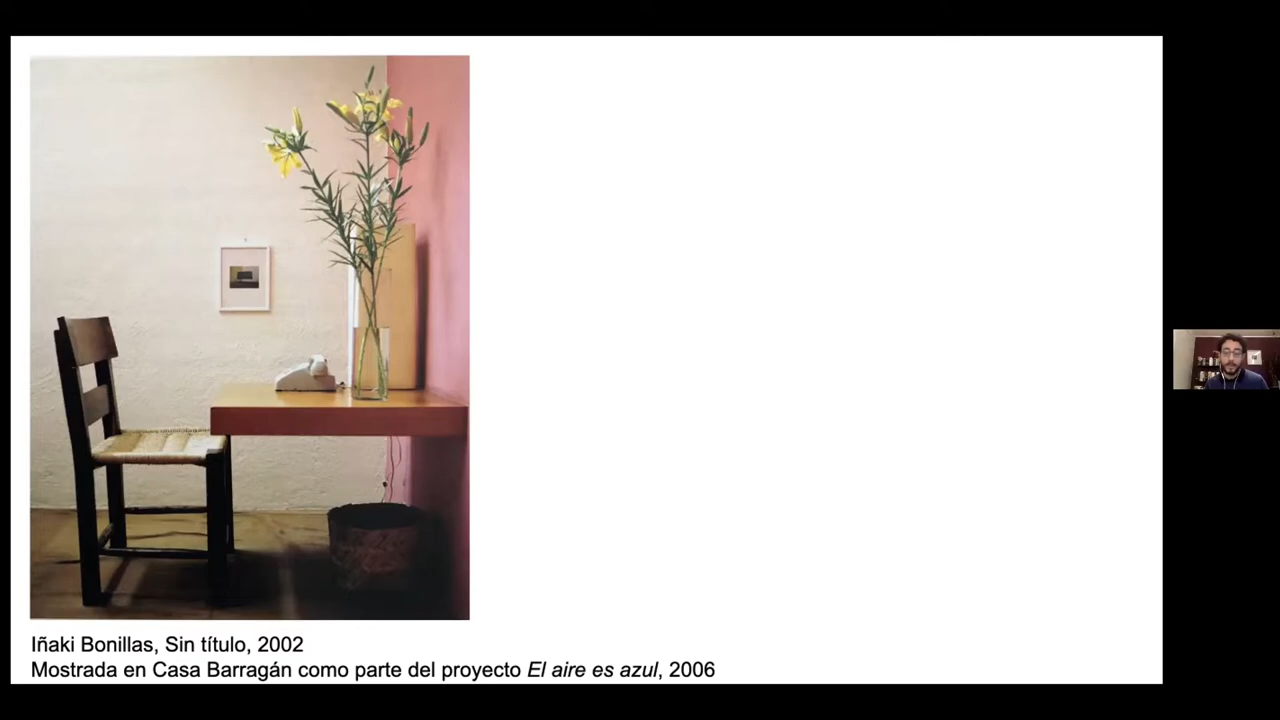 Iñaki Bonillas, Sin título, 2002
Mostrada en Casa Barragán como parte del proyecto El aire es azul, 2006